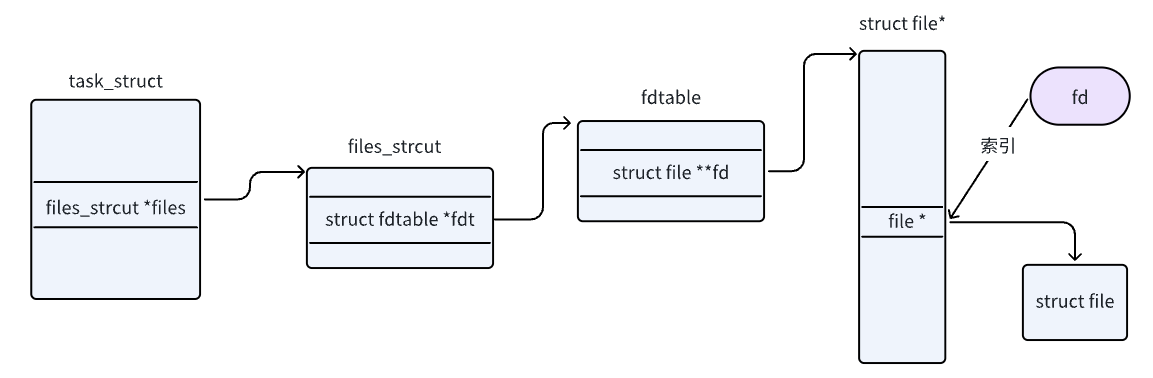 task_struct
files_strcut *files
files_strcut
struct fdtable *fdt
fdtable
struct file **fd
struct file*
file *
fd
索引
struct file